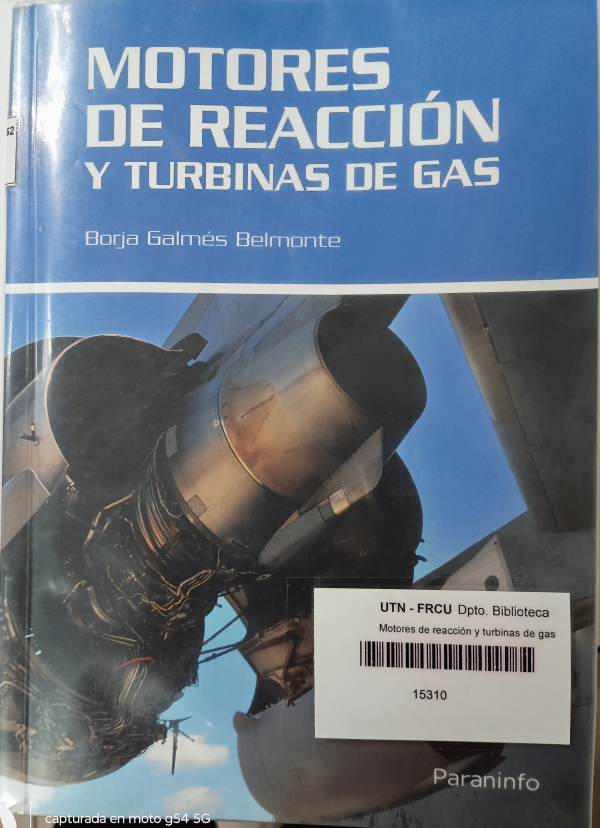 MOTORES
DE REACCIÓN
Y TURBINAS DE GAS
Borja Galmés Belmonte
62
UTN - FRCU Dpto. Biblioteca
Motores de reacción y turbinas de gas
15310
Paraninfo
capturada en moto g54 5G